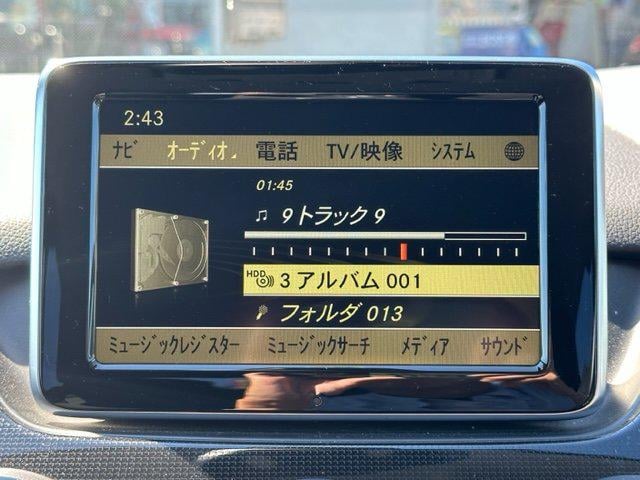 2:43
ナビ オーディオ 電話 TV/映像 システム
01:45
9 トラック 9
HDD 3 アルバム 001
フォルダ 013
ミュージックレジスター ミュージックサーチ メディア サウンド